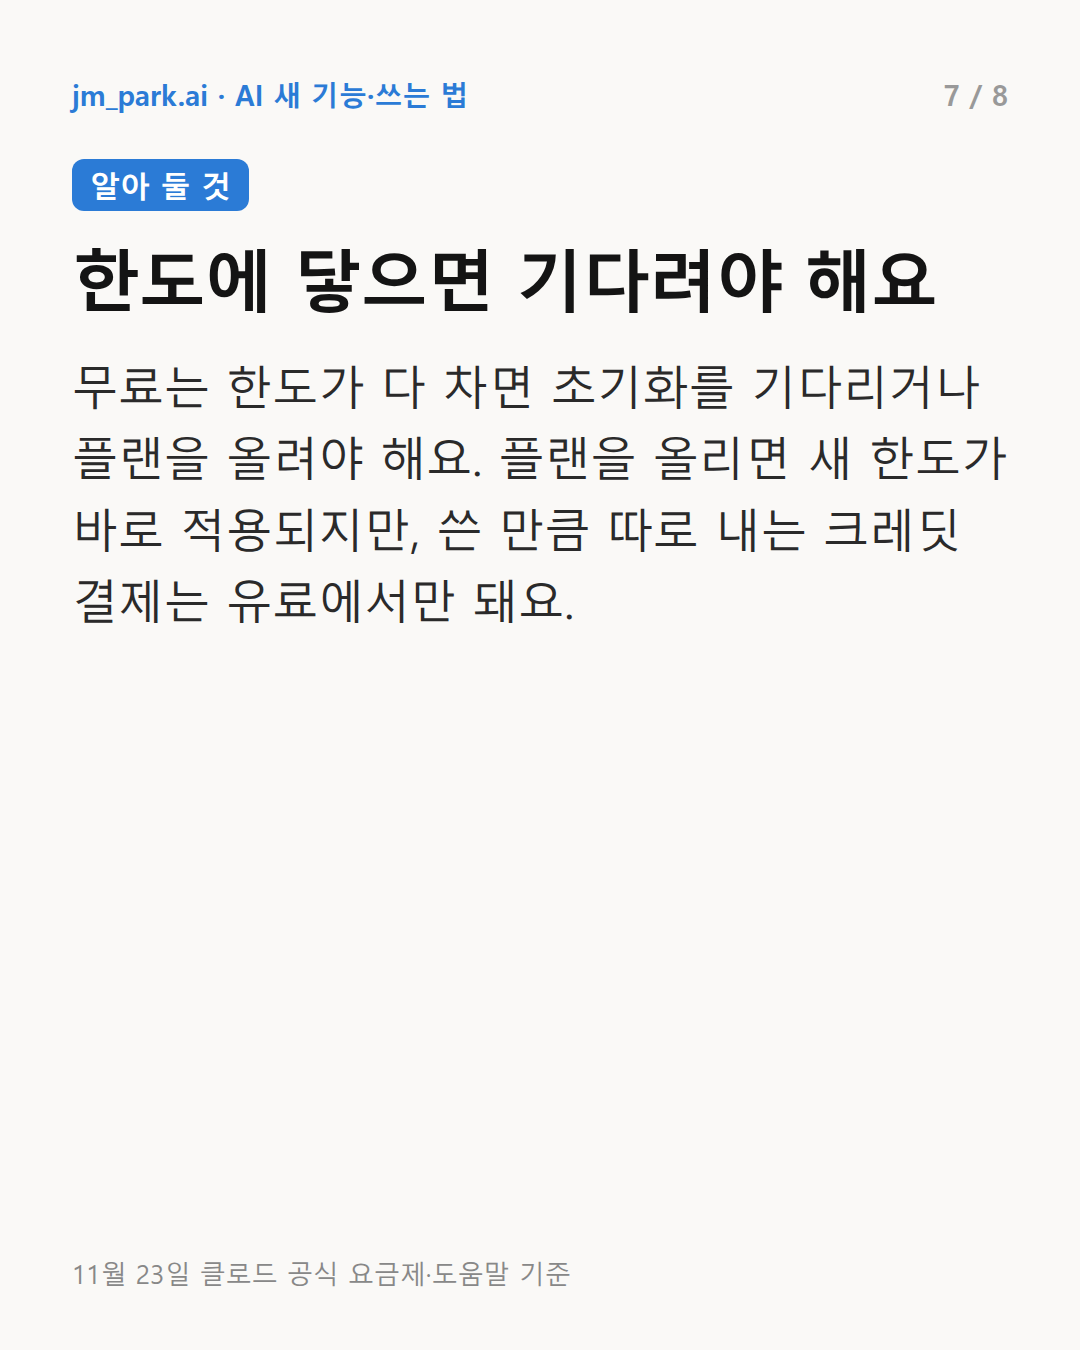 jm_park.ai · AI 새 기능·쓰는 법
7 / 8
알아 둘 것
한도에 닿으면 기다려야 해요
무료는 한도가 다 차면 초기화를 기다리거나
플랜을 올려야 해요. 플랜을 올리면 새 한도가
바로 적용되지만, 쓴 만큼 따로 내는 크레딧
결제는 유료에서만 돼요.
11월 23일 클로드 공식 요금제·도움말 기준